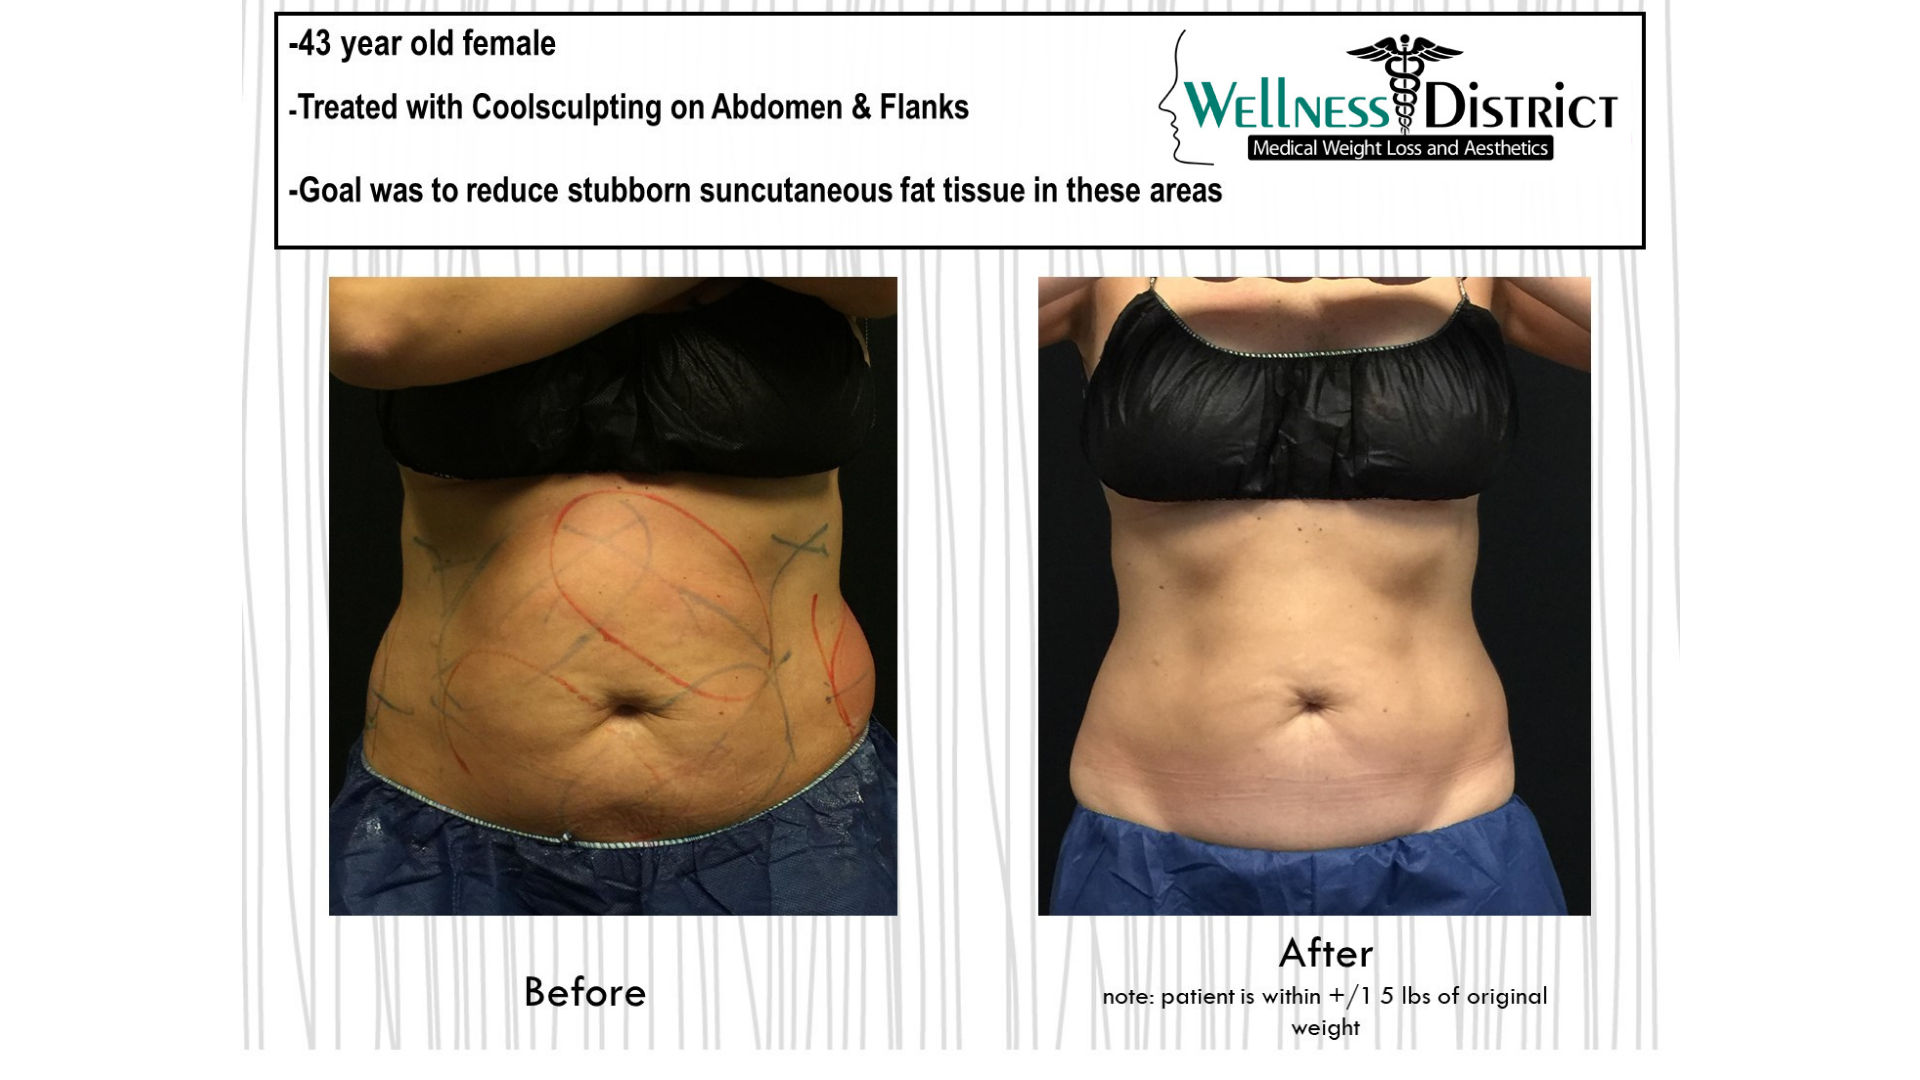 -43 year old female
-Treated with Coolsculpting on Abdomen & Flanks
-Goal was to reduce stubborn suncutaneous fat tissue in these areas
Wellness District
Medical Weight Loss and Aesthetics
Before
After
note: patient is within +/1 5 lbs of original
weight